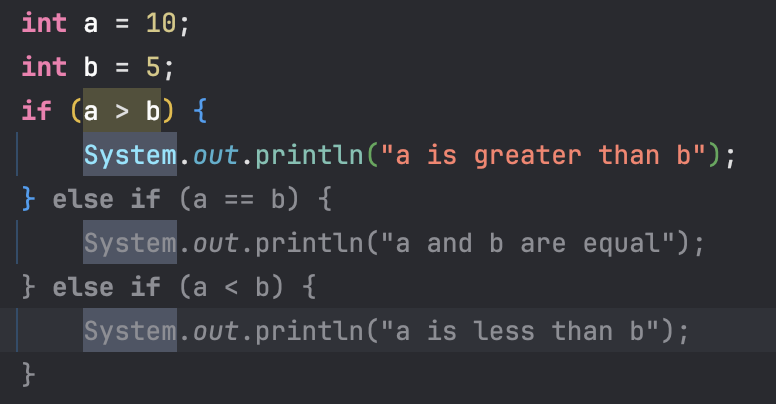 int a = 10;
int b = 5;
if (a > b) {
    System.out.println("a is greater than b");
} else if (a == b) {
    System.out.println("a and b are equal");
} else if (a < b) {
    System.out.println("a is less than b");
}